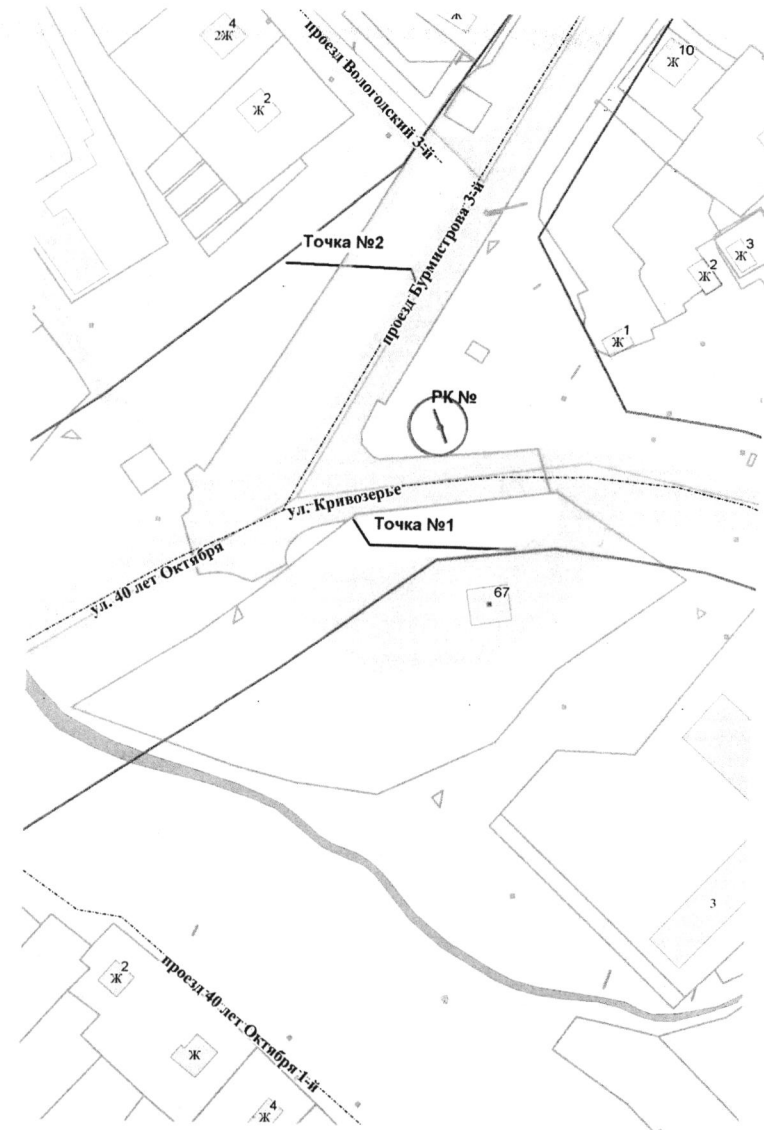 4
2Ж
Ж
2
Ж
проезд Вологодский 3-й
10
Ж
Точка №2
проезд Бурмистрова 3-й
3
Ж
2
Ж
1
Ж
РК №
ул. Кривозерье
Точка №1
ул. 40 лет Октября
67
3
2
Ж
проезд 40 лет Октября 1-й
Ж
4
Ж